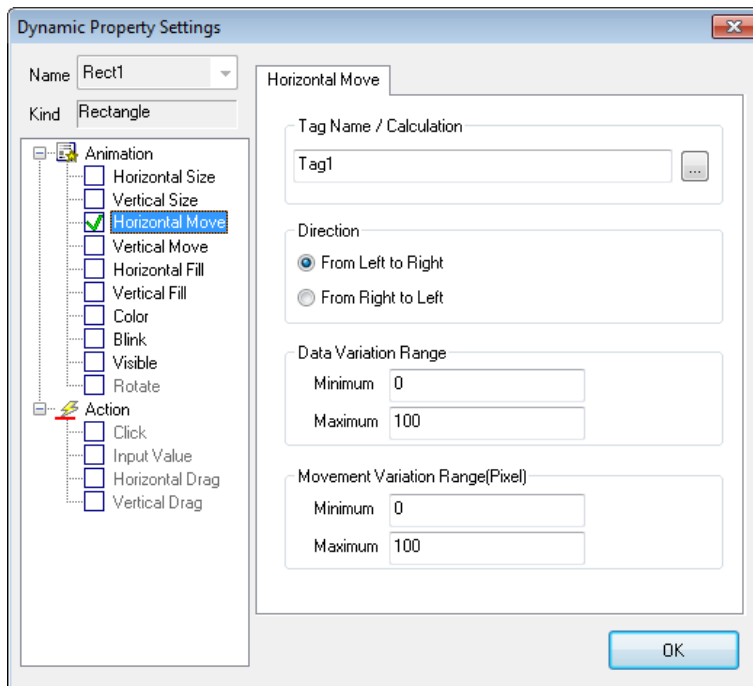 Dynamic Property Settings
Name Rect1
Kind Rectangle
Animation
Horizontal Size
Vertical Size
Horizontal Move
Vertical Move
Horizontal Fill
Vertical Fill
Color
Blink
Visible
Rotate
Action
Click
Input Value
Horizontal Drag
Vertical Drag
Horizontal Move
Tag Name / Calculation
Tag1
...
Direction
From Left to Right
From Right to Left
Data Variation Range
Minimum 0
Maximum 100
Movement Variation Range(Pixel)
Minimum 0
Maximum 100
OK